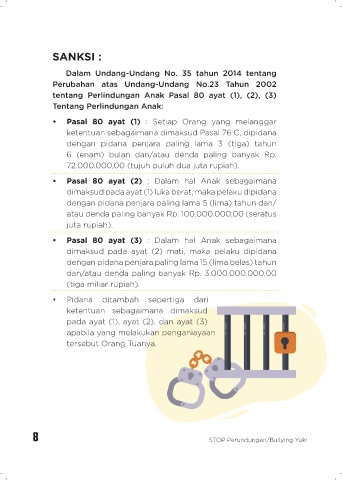 SANKSI :
Dalam Undang-Undang No. 35 tahun 2014 tentang
Perubahan atas Undang-Undang No.23 Tahun 2002
tentang Perlindungan Anak Pasal 80 ayat (1), (2), (3)
Tentang Perlindungan Anak:
• Pasal 80 ayat (1) : Setiap Orang yang melanggar
ketentuan sebagaimana dimaksud Pasal 76 C, dipidana
dengan pidana penjara paling lama 3 (tiga) tahun
6 (enam) bulan dan/atau denda paling banyak Rp.
72.000.000,00 (tujuh puluh dua juta rupiah).
• Pasal 80 ayat (2) : Dalam hal Anak sebagaimana
dimaksud pada ayat (1) luka berat, maka pelaku dipidana
dengan pidana penjara paling lama 5 (lima) tahun dan/
atau denda paling banyak Rp. 100.000.000,00 (seratus
juta rupiah).
• Pasal 80 ayat (3) : Dalam hal Anak sebagaimana
dimaksud pada ayat (2) mati, maka pelaku dipidana
dengan pidana penjara paling lama 15 (lima belas) tahun
dan/atau denda paling banyak Rp. 3.000.000.000,00
(tiga miliar rupiah).
• Pidana ditambah sepertiga dari
ketentuan sebagaimana dimaksud
pada ayat (1), ayat (2), dan ayat (3)
apabila yang melakukan penganiayaan
tersebut Orang Tuanya.
8
STOP Perundungan/Bullying Yuk!